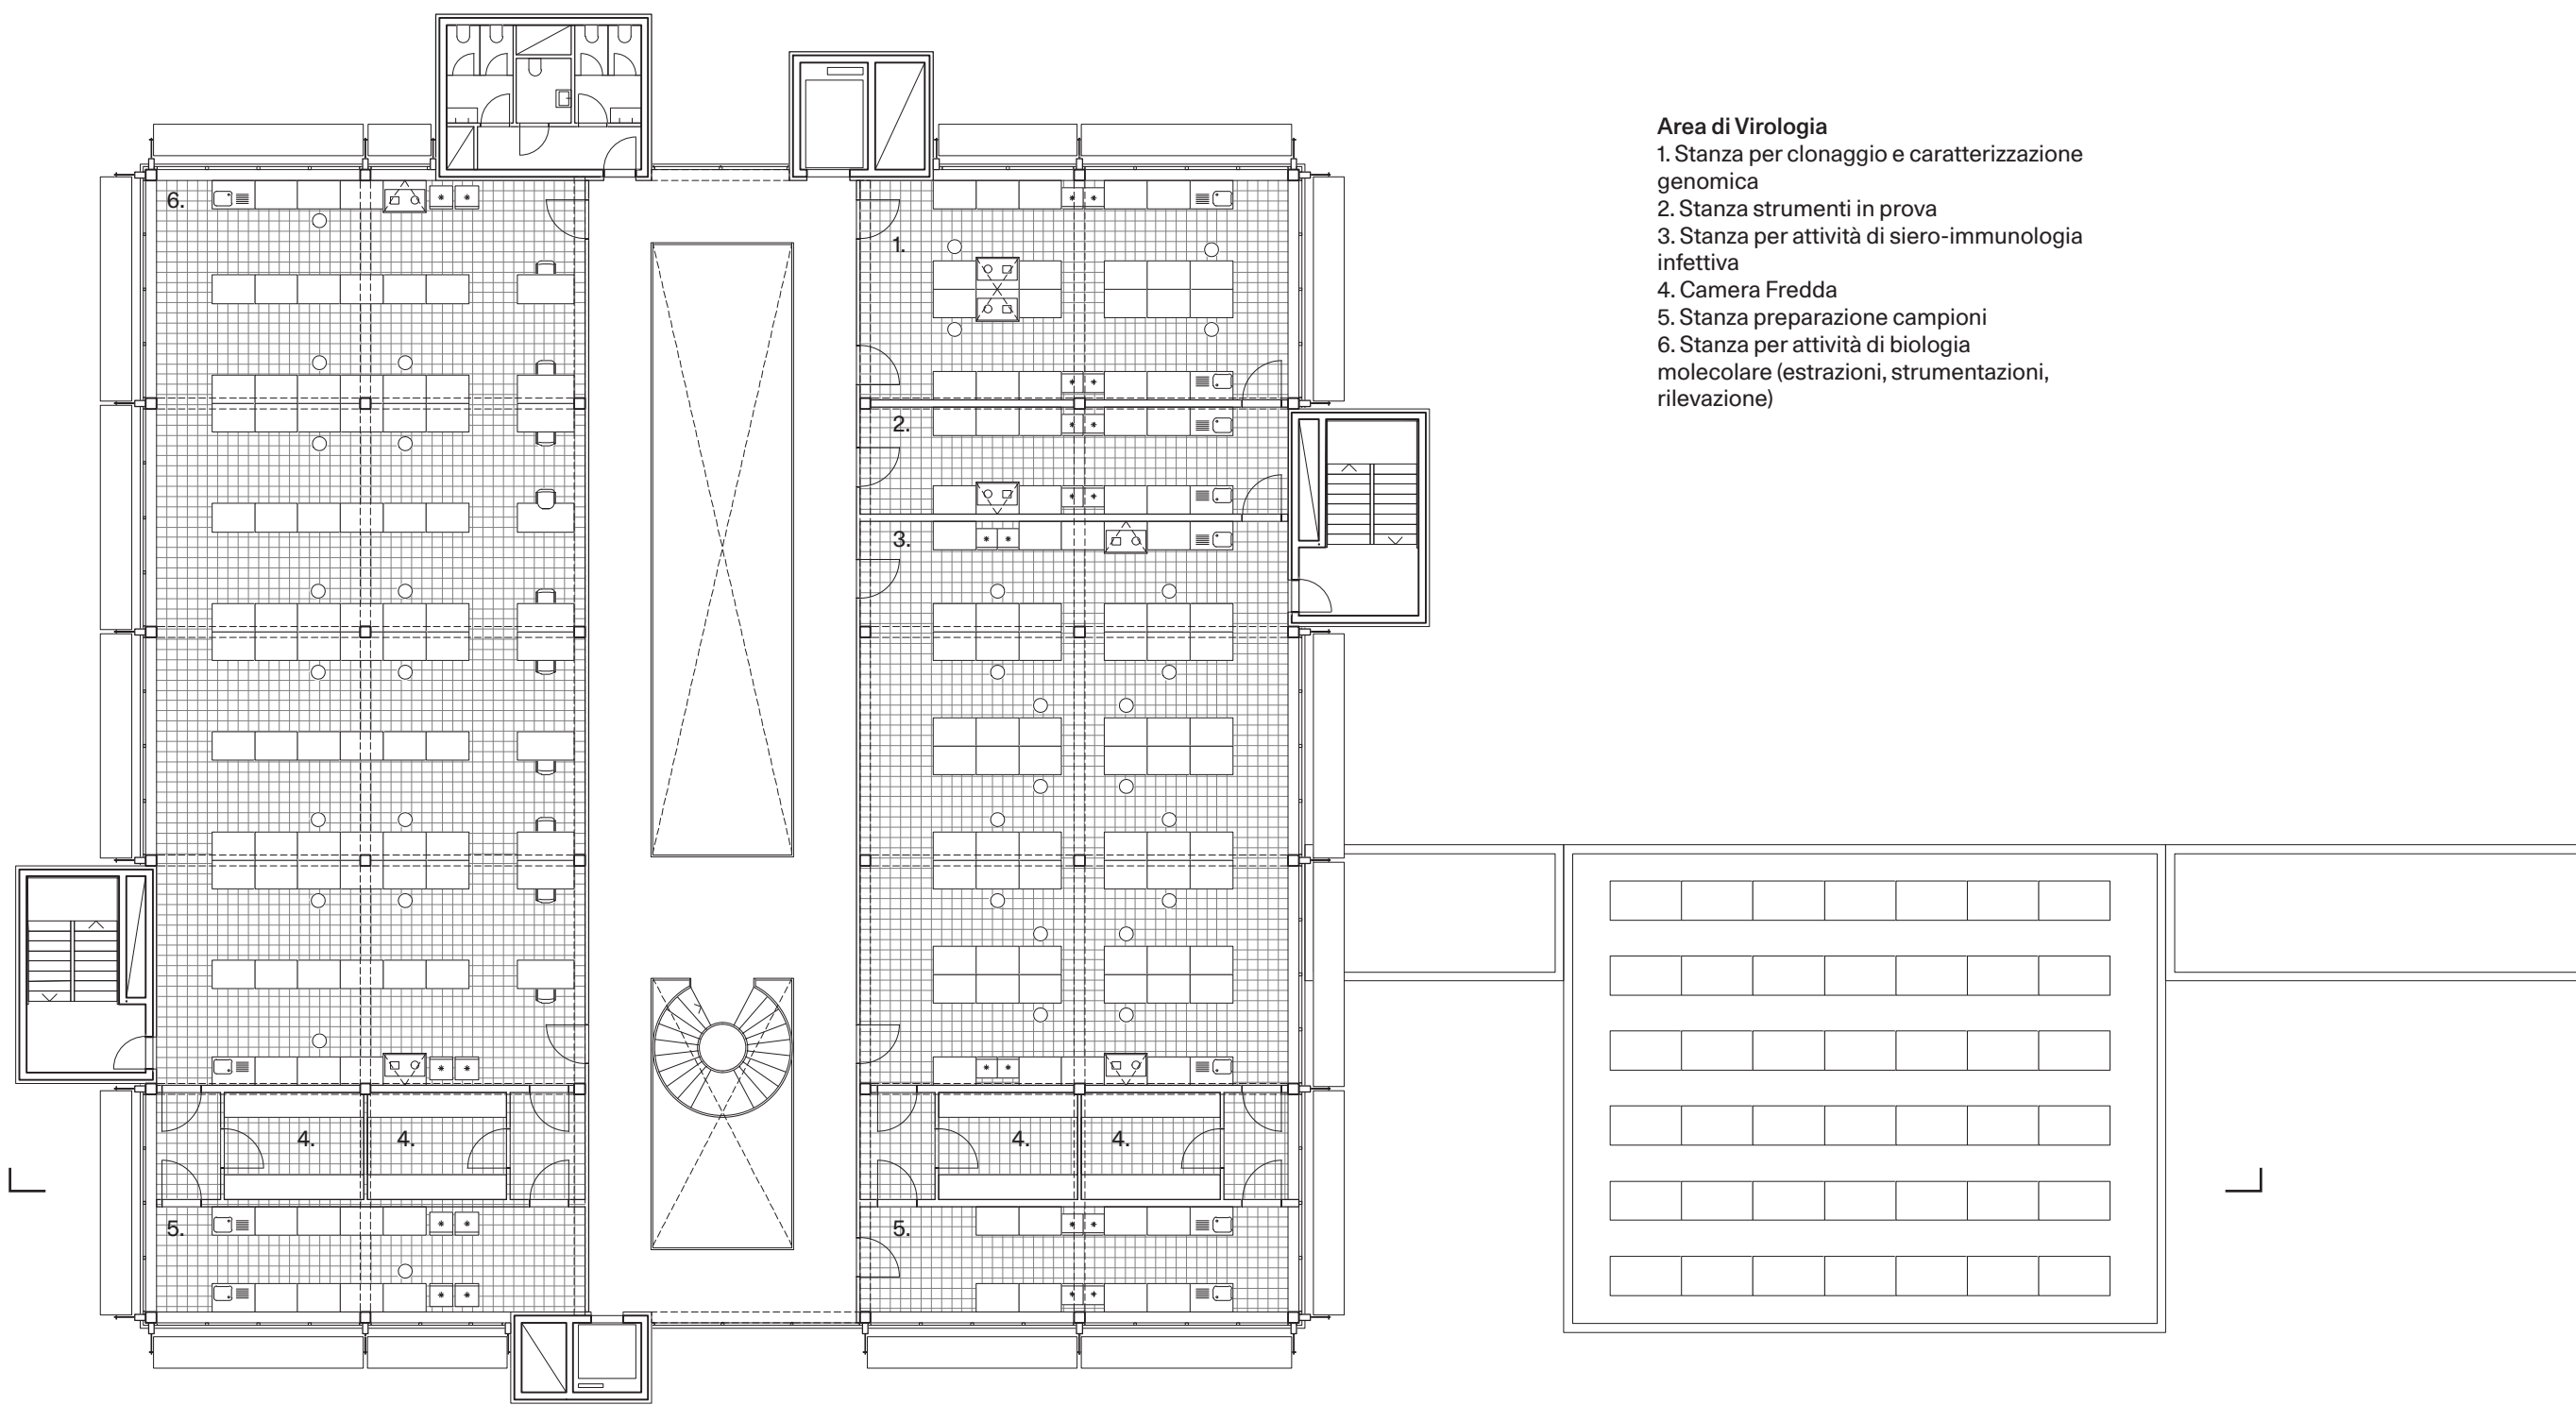 Area di Virologia
1. Stanza per clonaggio e caratterizzazione
genomica
2. Stanza strumenti in prova
3. Stanza per attività di siero-immunologia
infettiva
4. Camera Fredda
5. Stanza preparazione campioni
6. Stanza per attività di biologia
molecolare (estrazioni, strumentazioni,
rilevazione)
6.
1.
2.
3.
4.
4.
4.
4.
5.
5.